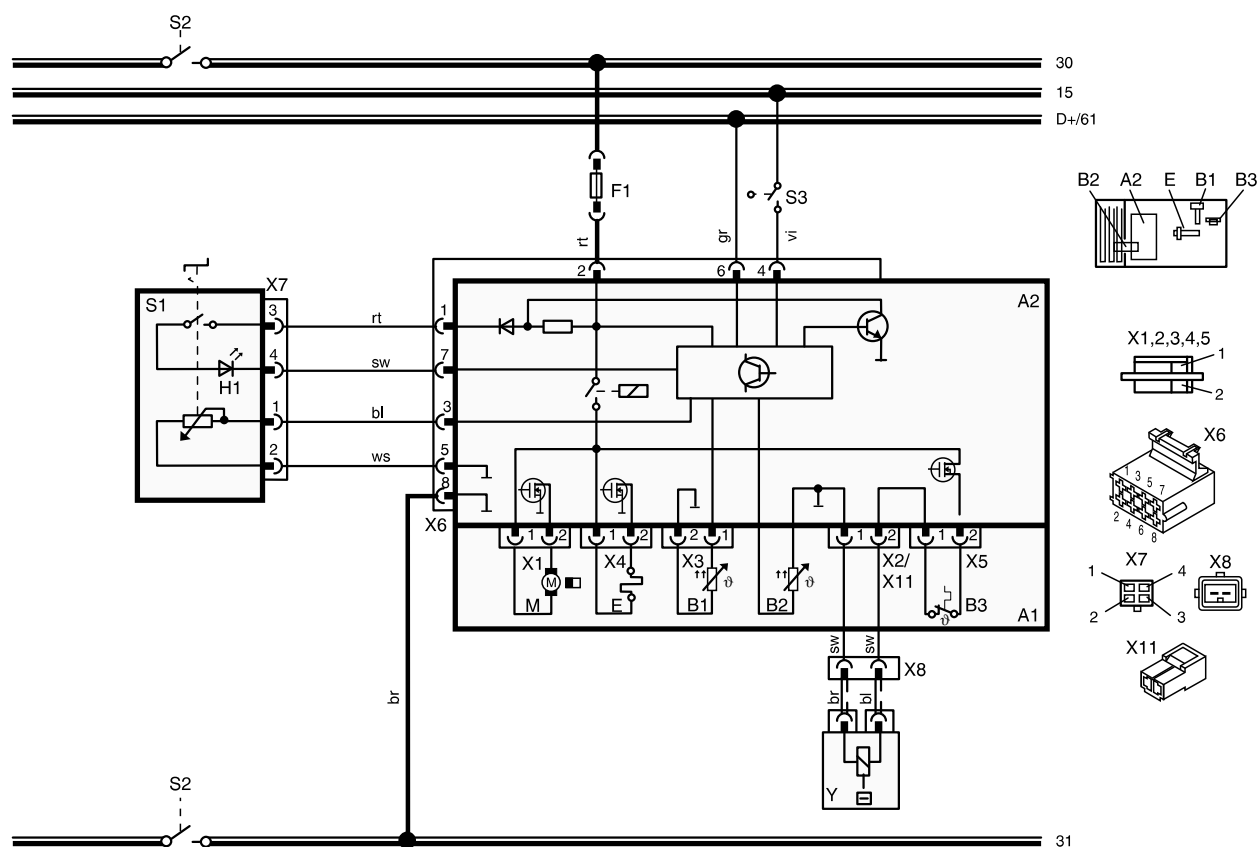 S2
30
15
D+/61
F1
S3
rt
gr
vi
2
6
4
S1
X7
3
rt
1
A2
4
sw
7
H1
1
bl
3
2
ws
5
8
X6
1
2
1
2
2
1
1
2
1
2
X1
X4
X3
X2/
X11
X5
M
M
E
B1
ϑ
B2
ϑ
B3
ϑ
A1
sw
sw
X8
br
bl
Y
br
S2
31
B2
A2
E
B1
B3
X1,2,3,4,5
1
2
X6
1
3
5
7
2
4
6
8
X7
1
4
2
3
X8
X11